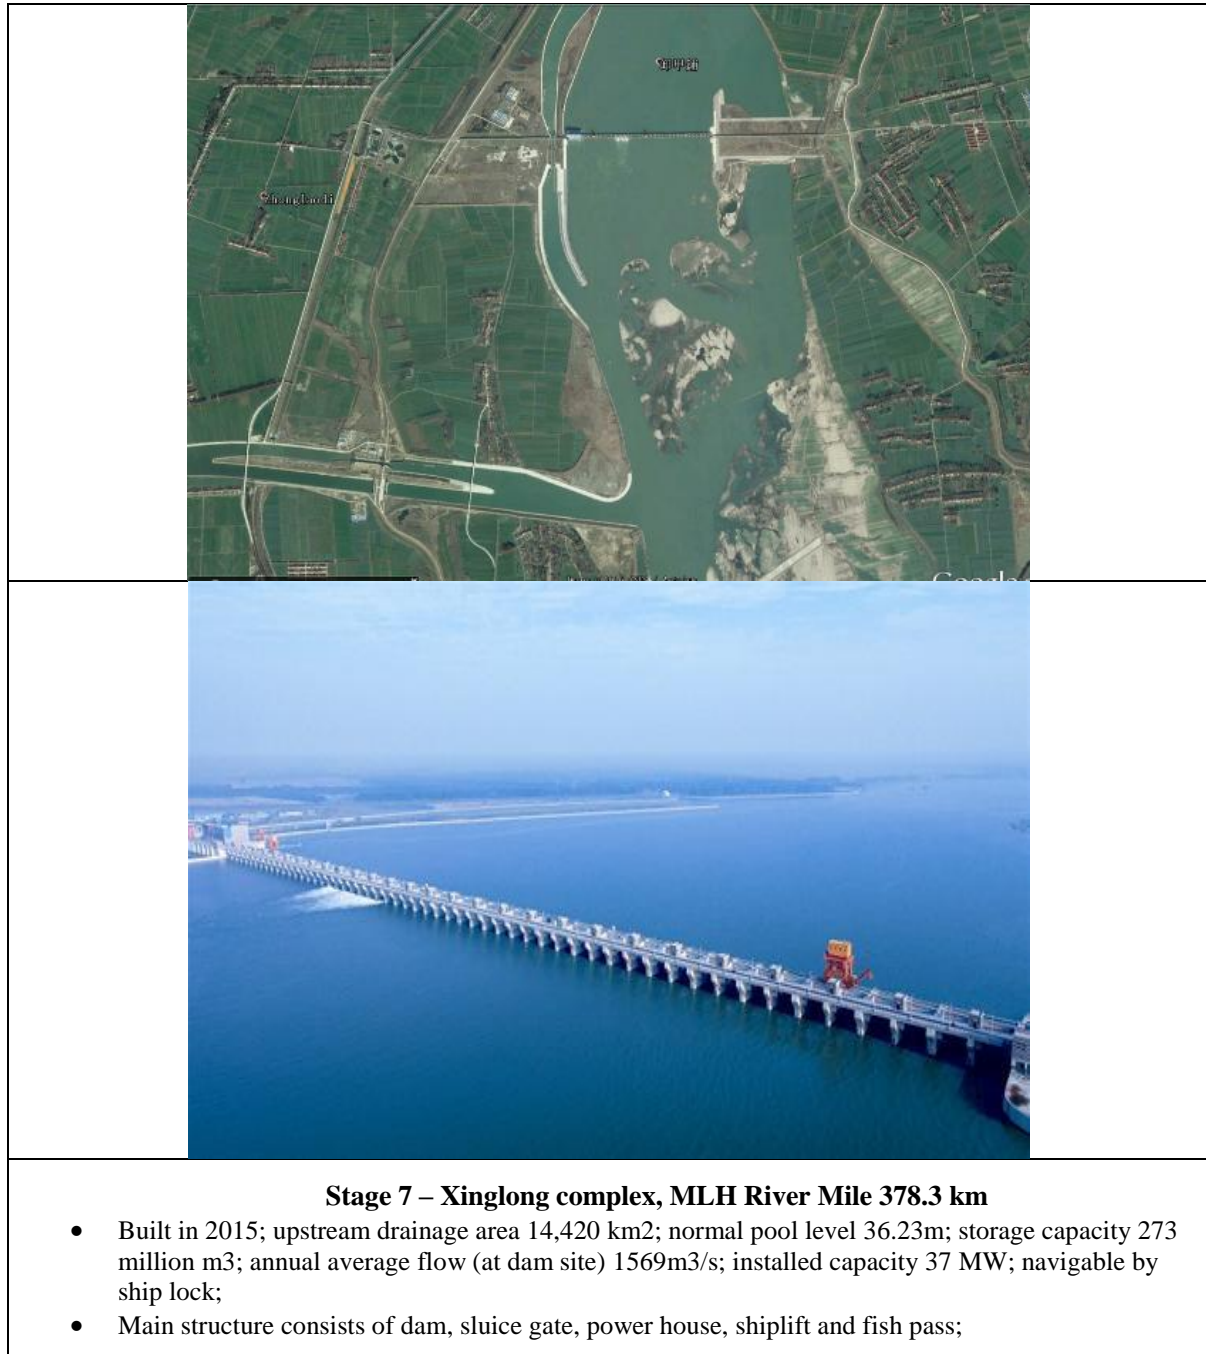 Zhongbaoshi
Google
Stage 7 – Xinglong complex, MLH River Mile 378.3 km
• Built in 2015; upstream drainage area 14,420 km2; normal pool level 36.23m; storage capacity 273
million m3; annual average flow (at dam site) 1569m3/s; installed capacity 37 MW; navigable by
ship lock;
• Main structure consists of dam, sluice gate, power house, shiplift and fish pass;